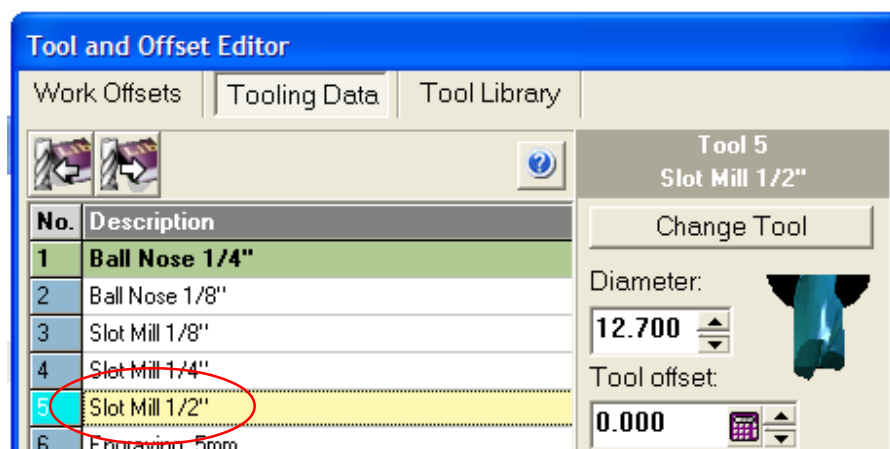 Tool and Offset Editor
Work Offsets Tooling Data Tool Library
Tool 5
Slot Mill 1/2"
No. Description
1 Ball Nose 1/4"
2 Ball Nose 1/8"
3 Slot Mill 1/8"
4 Slot Mill 1/4"
5 Slot Mill 1/2"
6 Engraving .5mm
Change Tool
Diameter:
12.700
Tool offset:
0.000